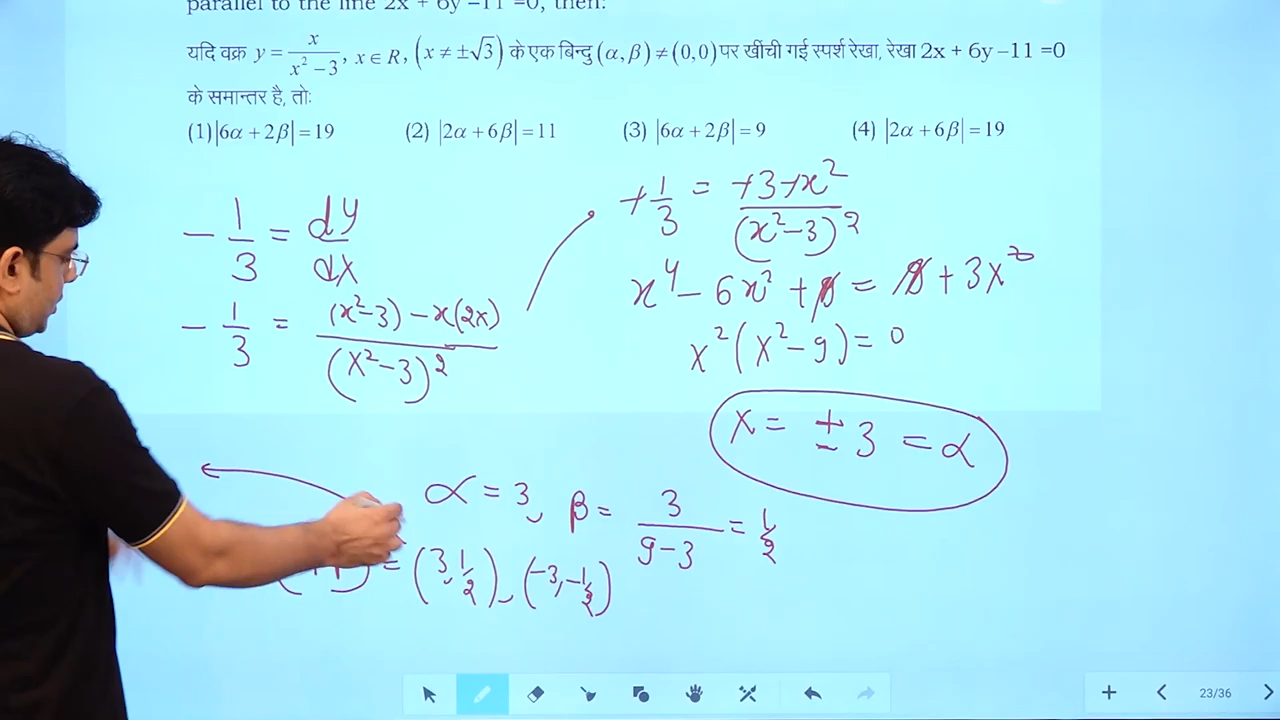 parallel to the line 2x + 6y –11 =0, then:
यदि वक्र y = x/(x² – 3), x ∈ R, (x ≠ ±√3) के एक बिन्दु (α, β) ≠ (0,0) पर खींची गई स्पर्श रेखा, रेखा 2x + 6y – 11 =0
के समान्तर है, तोः
(1) |6α + 2β| = 19 (2) |2α + 6β| = 11 (3) |6α + 2β| = 9 (4) |2α + 6β| = 19
– 1/3 = dy/dx
– 1/3 = ((x²–3) – x(2x))/(x²–3)²
+ 1/3 = (+3+x²)/(x²–3)²
x⁴ – 6x² + 9 = 9 + 3x²
x²(x²–9) = 0
x = ±3 = α
α = 3, β = 3/(9–3) = 1/2
= (3, 1/2), (–3, –1/2)
23/36